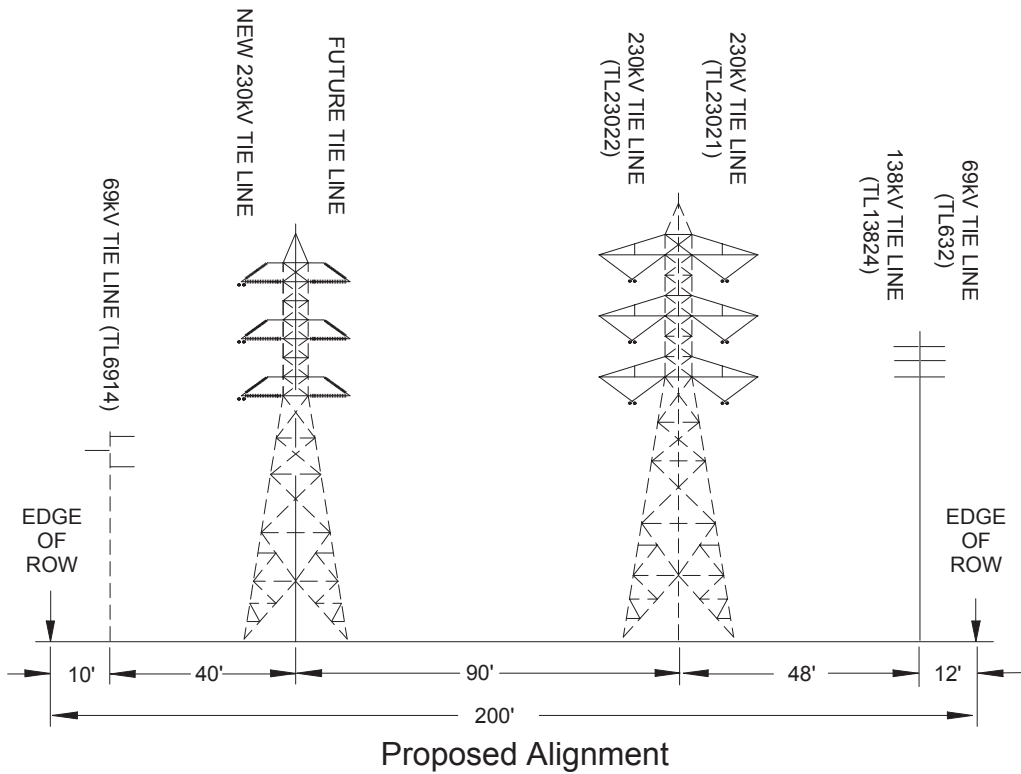 NEW 230kV TIE LINE
FUTURE TIE LINE
230kV TIE LINE
(TL23022)
230kV TIE LINE
(TL23021)
138kV TIE LINE
(TL13824)
69kV TIE LINE
(TL632)
69kV TIE LINE (TL6914)
EDGE
OF
ROW
EDGE
OF
ROW
10'
40'
90'
48'
12'
200'
Proposed Alignment